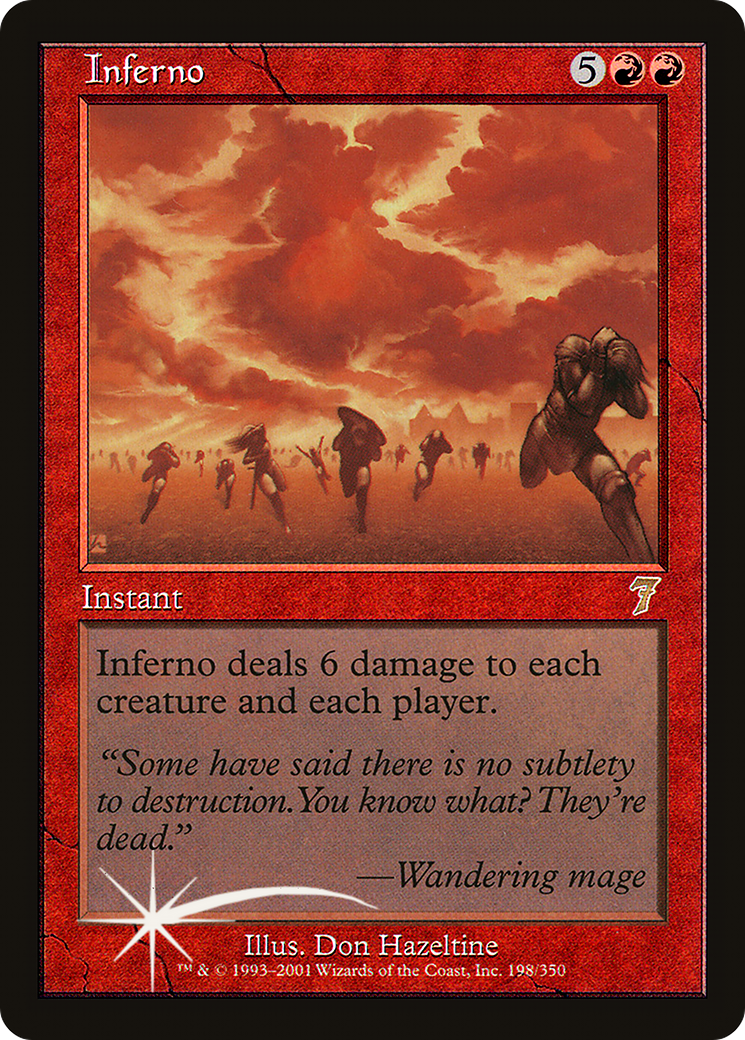 Inferno 5
Instant 7
Inferno deals 6 damage to each
creature and each player.
“Some have said there is no subtlety
to destruction. You know what? They're
dead.”
—Wandering mage
Illus. Don Hazeltine
™ & © 1993–2001 Wizards of the Coast, Inc. 198/350